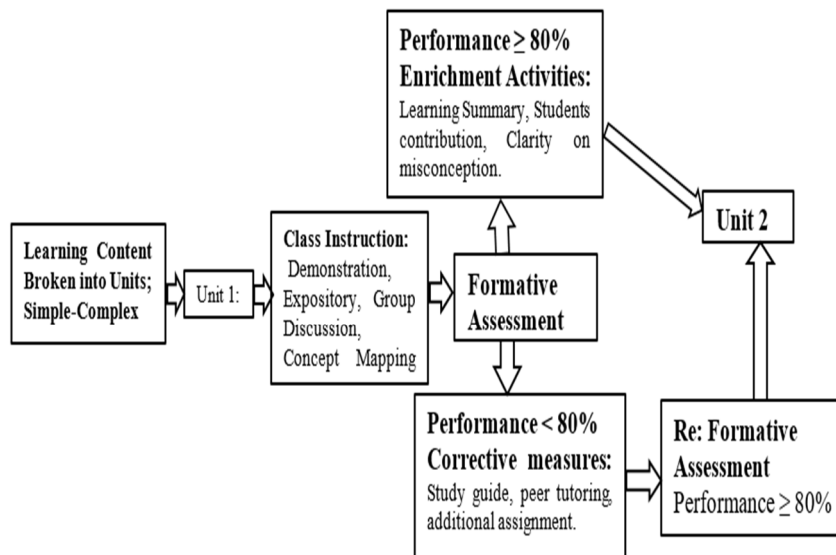 Learning Content
Broken into Units;
Simple-Complex
Unit 1:
Class Instruction:
Demonstration,
Expository, Group
Discussion,
Concept Mapping
Formative
Assessment
Performance ≥ 80%
Enrichment Activities:
Learning Summary, Students
contribution, Clarity on
misconception.
Performance < 80%
Corrective measures:
Study guide, peer tutoring,
additional assignment.
Re: Formative
Assessment
Performance ≥ 80%
Unit 2